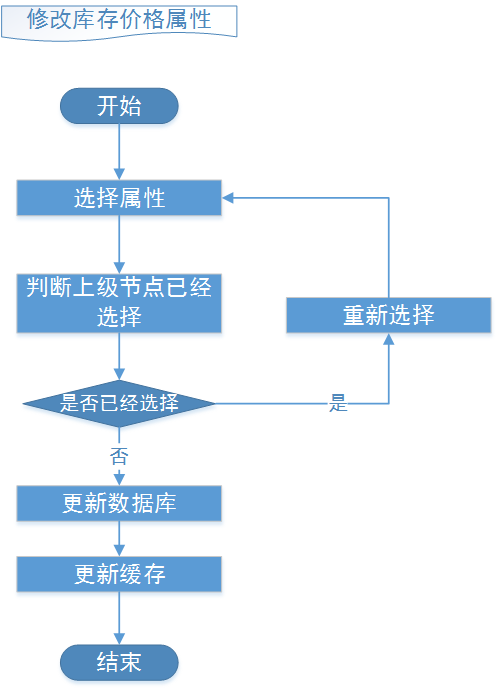 修改库存价格属性
开始
选择属性
判断上级节点已经
选择
重新选择
是否已经选择
是
否
更新数据库
更新缓存
结束